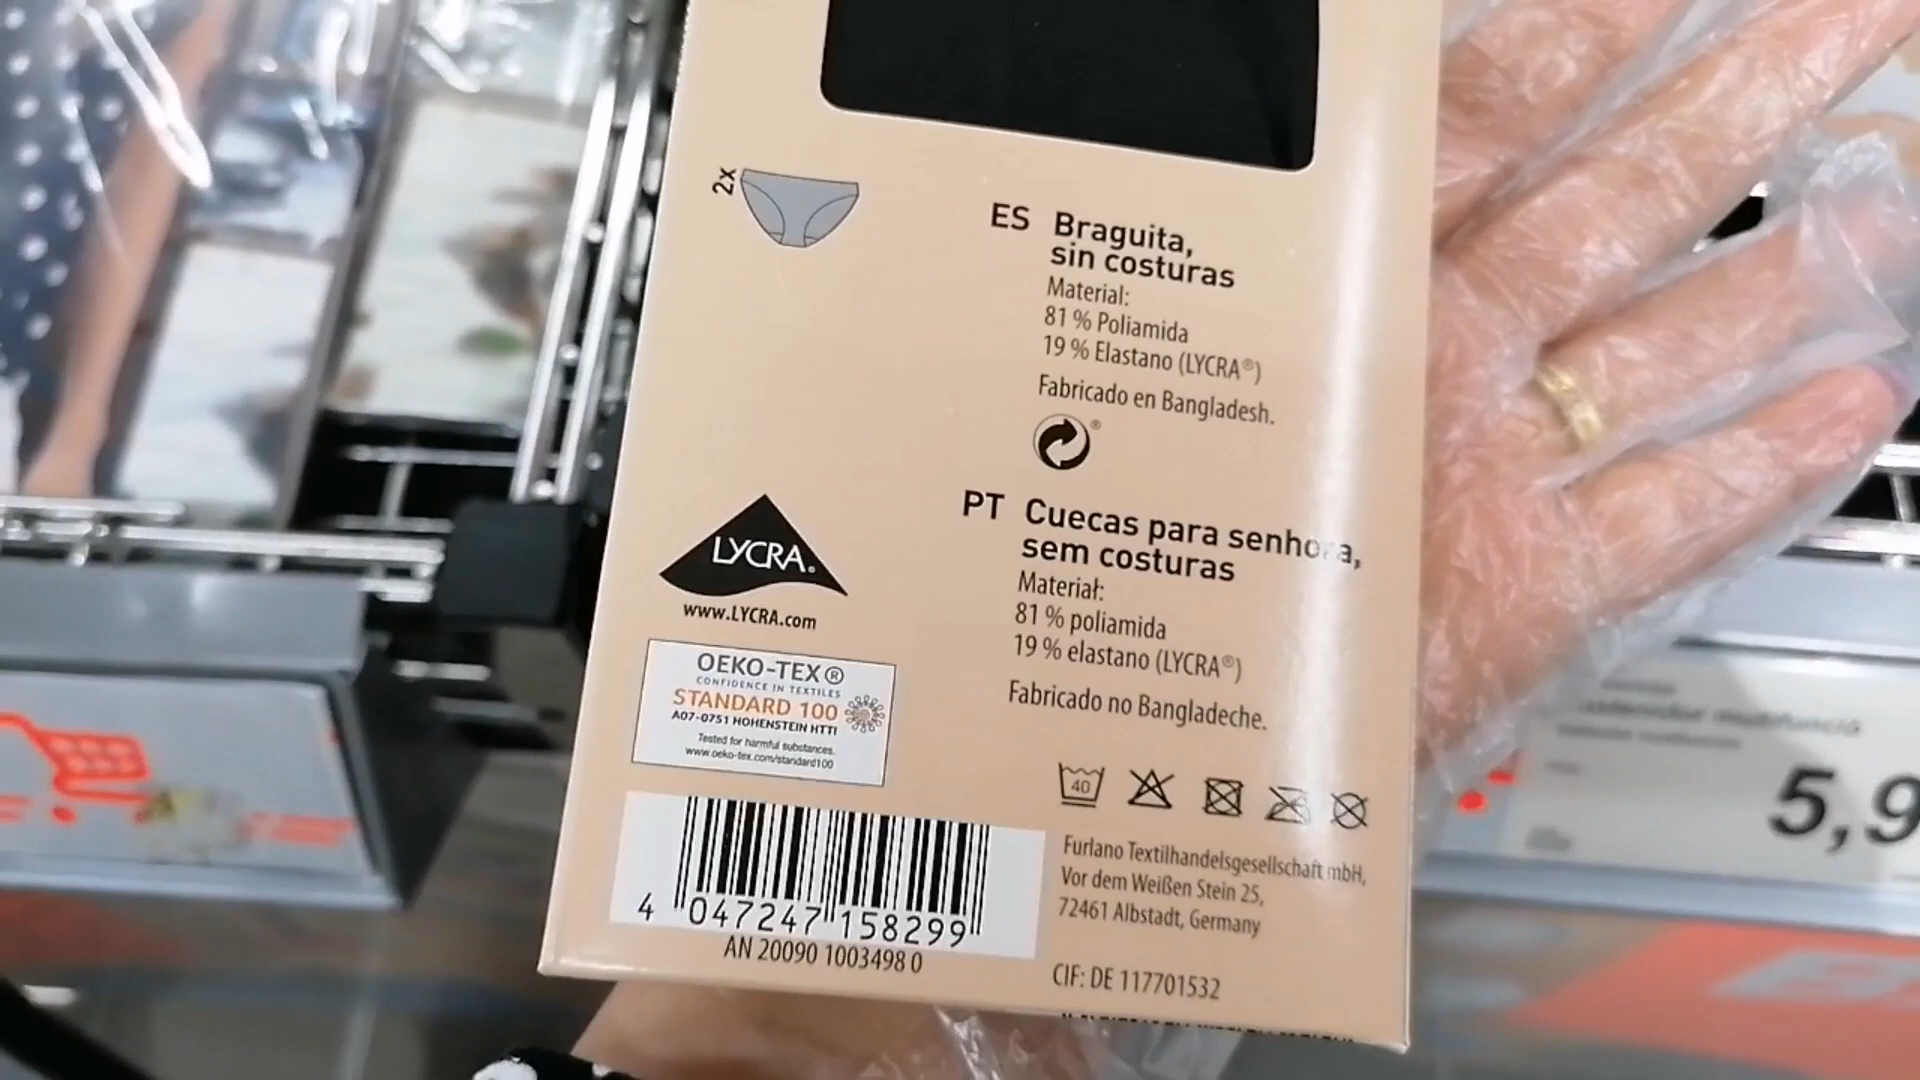 2x
ES Braguita,
sin costuras
Material:
81 % Poliamida
19 % Elastano (LYCRA®)
Fabricado en Bangladesh.
®
PT Cuecas para senhora,
sem costuras
Material:
81 % poliamida
19 % elastano (LYCRA®)
Fabricado no Bangladeche.
LYCRA®
www.LYCRA.com
OEKO-TEX®
CONFIDENCE IN TEXTILES
STANDARD 100
A07-0751 HOHENSTEIN HTTI
Tested for harmful substances.
www.oeko-tex.com/standard100
40
4 047247 158299
AN 20090 1003498 0
Furlano Textilhandelsgesellschaft mbH,
Vor dem Weißen Stein 25,
72461 Albstadt, Germany
CIF: DE 117701532
5,9